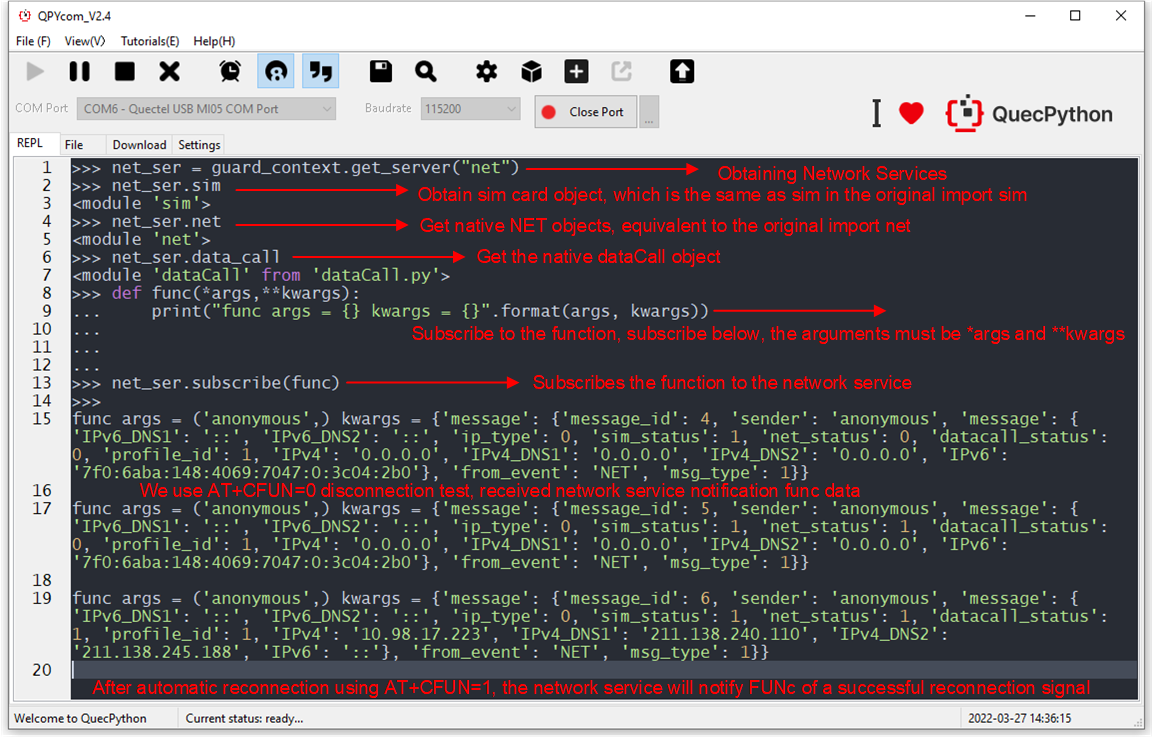 QPYcom_V2.4
File (F) View(V) Tutorials(E) Help(H)
COM Port COM6 - Quectel USB MI05 COM Port Baudrate 115200 Close Port ... QuecPython
REPL File Download Settings
1 >>> net_ser = guard_context.get_server("net") Obtaining Network Services
2 >>> net_ser.sim Obtain sim card object, which is the same as sim in the original import sim
3 <module 'sim'>
4 >>> net_ser.net Get native NET objects, equivalent to the original import net
5 <module 'net'>
6 >>> net_ser.data_call Get the native dataCall object
7 <module 'dataCall' from 'dataCall.py'>
8 >>> def func(*args,**kwargs):
9 ... print("func args = {} kwargs = {}".format(args, kwargs))
10 ... Subscribe to the function, subscribe below, the arguments must be *args and **kwargs
11 ...
12 ...
13 >>> net_ser.subscribe(func) Subscribes the function to the network service
14 >>>
15 func args = ('anonymous',) kwargs = {'message': {'message_id': 4, 'sender': 'anonymous', 'message': {
'IPv6_DNS1': '::', 'IPv6_DNS2': '::', 'ip_type': 0, 'sim_status': 1, 'net_status': 0, 'datacall_status':
0, 'profile_id': 1, 'IPv4': '0.0.0.0', 'IPv4_DNS1': '0.0.0.0', 'IPv4_DNS2': '0.0.0.0', 'IPv6':
'7f0:6aba:148:4069:7047:0:3c04:2b0'}, 'from_event': 'NET', 'msg_type': 1}}
16 We use AT+CFUN=0 disconnection test, received network service notification func data
17 func args = ('anonymous',) kwargs = {'message': {'message_id': 5, 'sender': 'anonymous', 'message': {
'IPv6_DNS1': '::', 'IPv6_DNS2': '::', 'ip_type': 0, 'sim_status': 1, 'net_status': 1, 'datacall_status':
0, 'profile_id': 1, 'IPv4': '0.0.0.0', 'IPv4_DNS1': '0.0.0.0', 'IPv4_DNS2': '0.0.0.0', 'IPv6':
'7f0:6aba:148:4069:7047:0:3c04:2b0'}, 'from_event': 'NET', 'msg_type': 1}}
18
19 func args = ('anonymous',) kwargs = {'message': {'message_id': 6, 'sender': 'anonymous', 'message': {
'IPv6_DNS1': '::', 'IPv6_DNS2': '::', 'ip_type': 0, 'sim_status': 1, 'net_status': 1, 'datacall_status':
1, 'profile_id': 1, 'IPv4': '10.98.17.223', 'IPv4_DNS1': '211.138.240.110', 'IPv4_DNS2':
'211.138.245.188', 'IPv6': '::'}, 'from_event': 'NET', 'msg_type': 1}}
20
After automatic reconnection using AT+CFUN=1, the network service will notify FUNc of a successful reconnection signal
Welcome to QuecPython Current status: ready... 2022-03-27 14:36:15